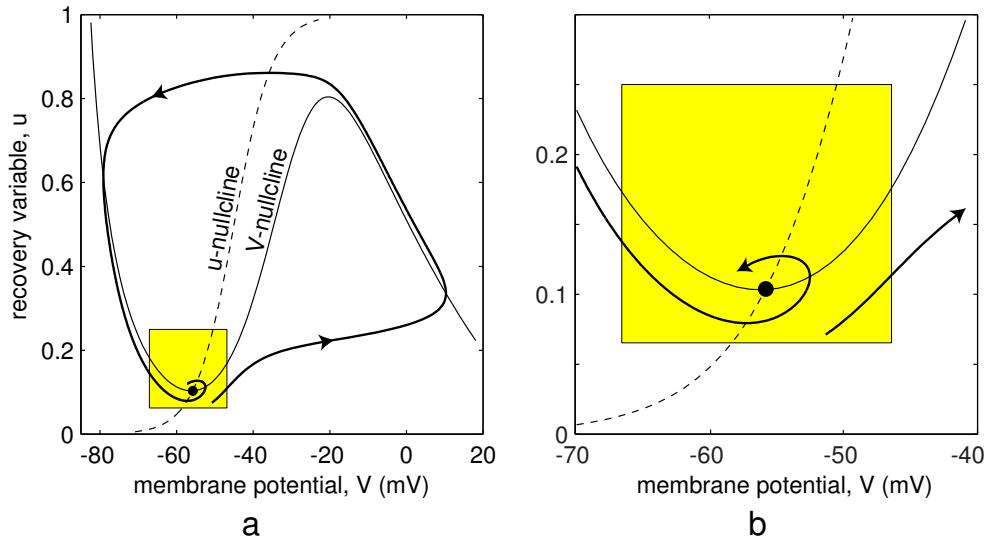 1
0.8
0.6
0.4
0.2
0
-80
-60
-40
-20
0
20
recovery variable, u
membrane potential, V (mV)
u-nullcline
V-nullcline
a
0.2
0.1
0
-70
-60
-50
-40
membrane potential, V (mV)
b